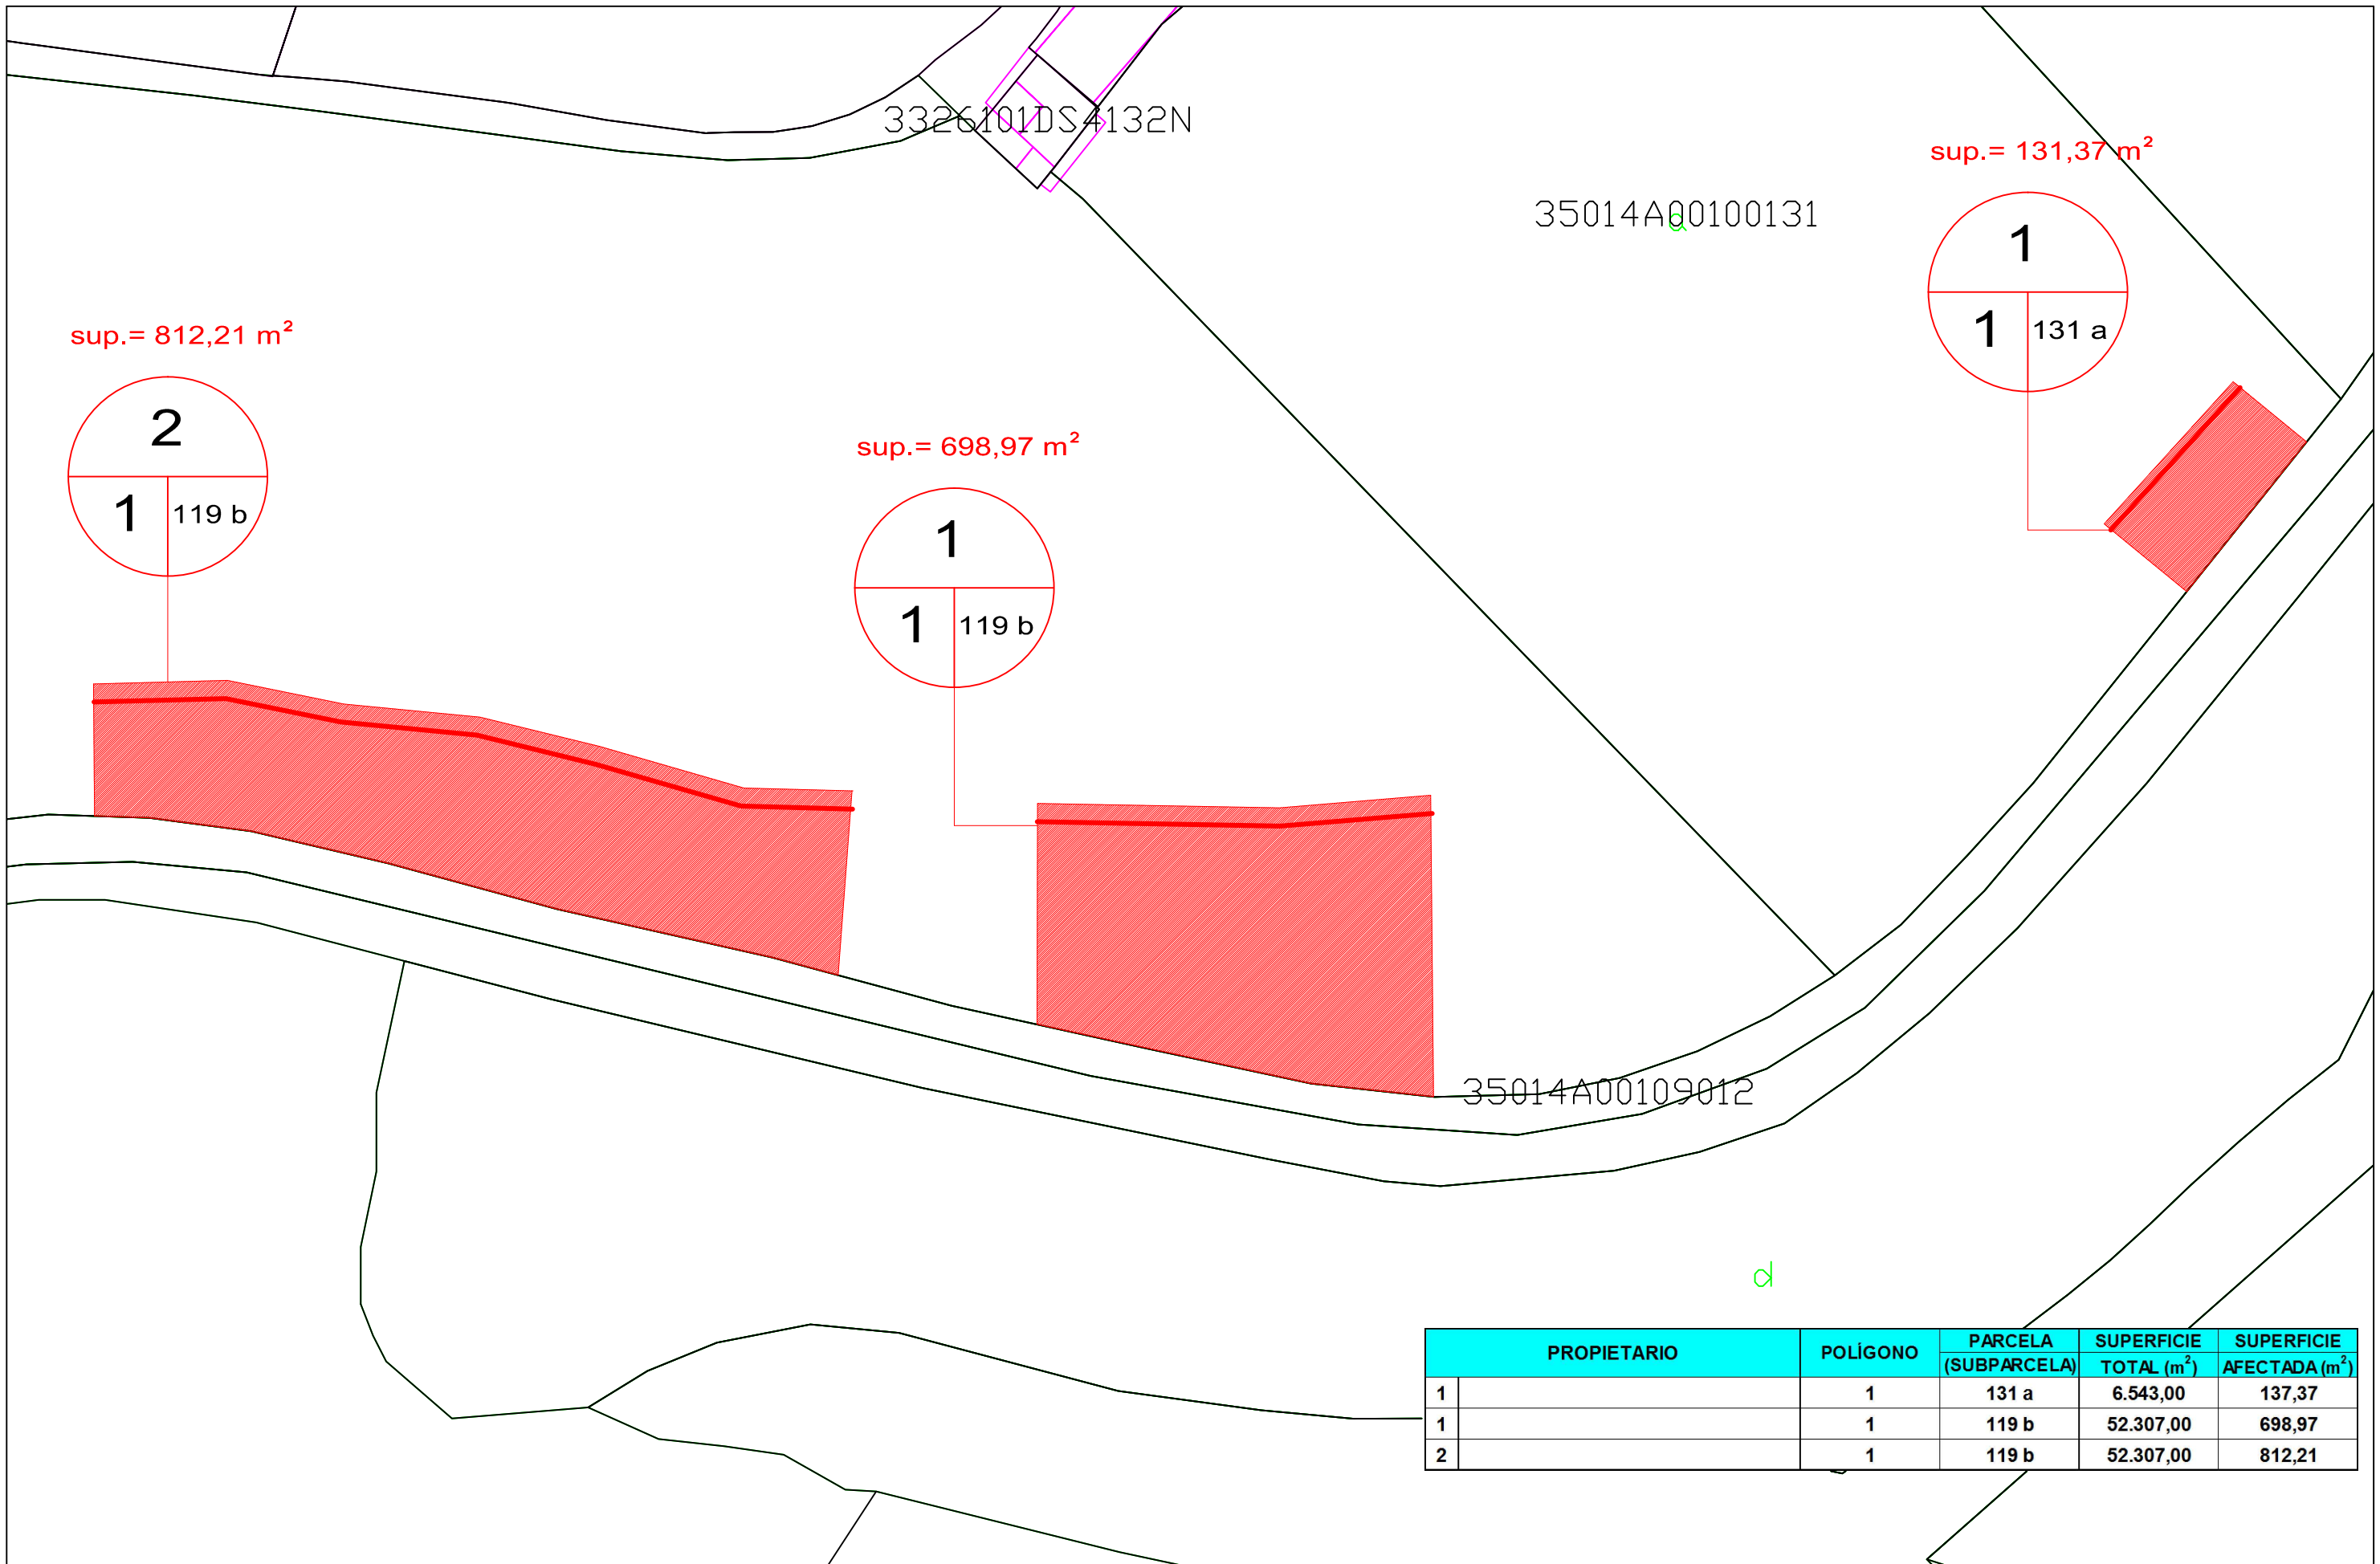 3326101DS4132N
sup.= 131,37 m²
35014A00100131
a
1
1 131 a
sup.= 812,21 m²
2
1 119 b
sup.= 698,97 m²
1
1 119 b
35014A00109012
d
PROPIETARIO POLÍGONO PARCELA (SUBPARCELA) SUPERFICIE TOTAL (m²) SUPERFICIE AFECTADA (m²)
1 1 131 a 6.543,00 137,37
1 1 119 b 52.307,00 698,97
2 1 119 b 52.307,00 812,21